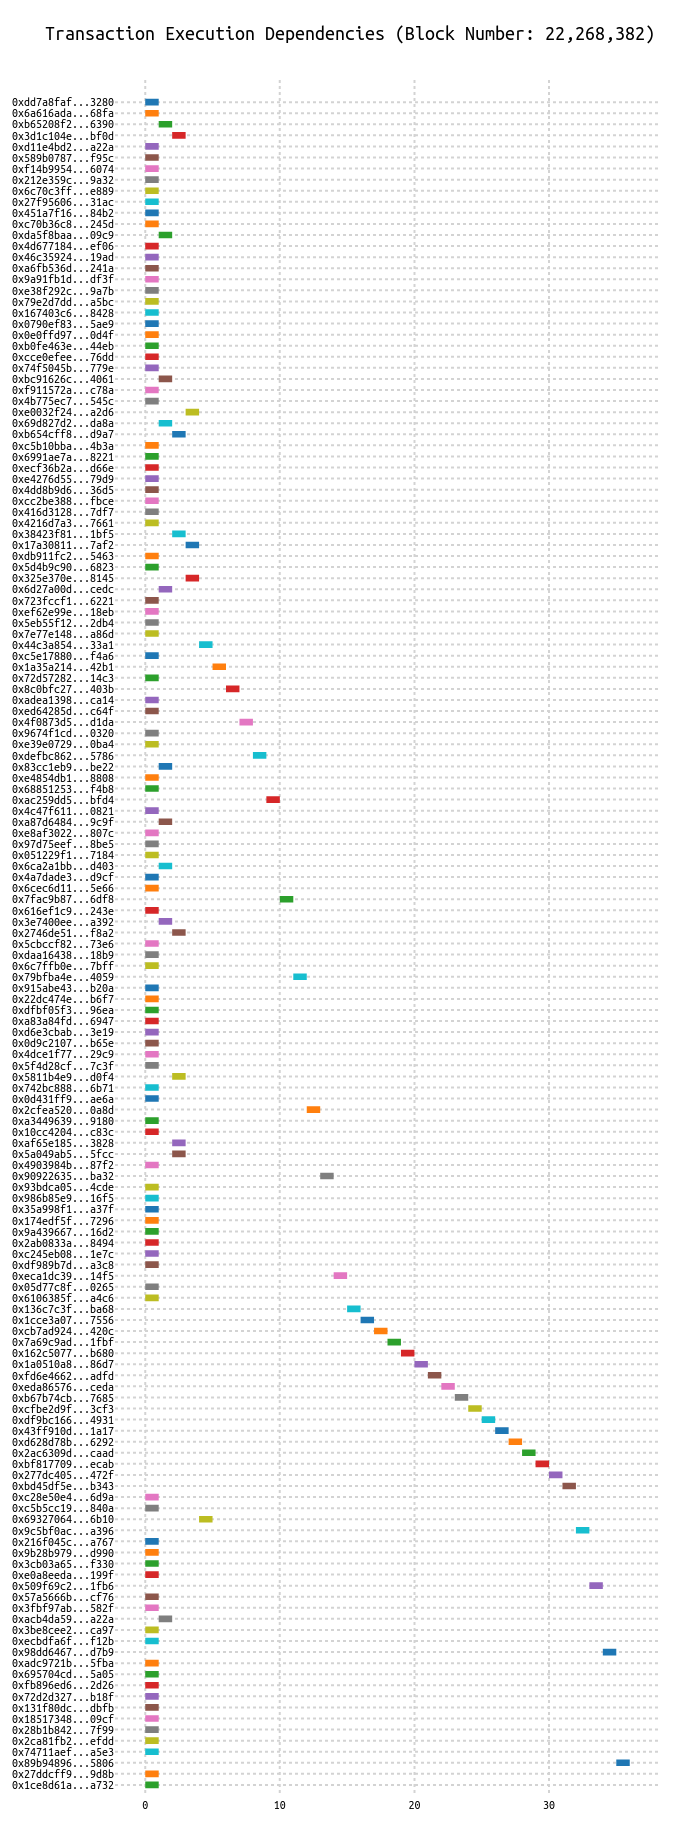 Transaction Execution Dependencies (Block Number: 22,268,382)
0xdd7a8faf...3280
0x6a616ada...68fa
0xb65208f2...6390
0x3d1c104e...bf0d
0xd11e4bd2...a22a
0x589b0787...f95c
0xf14b9954...6074
0x212e359c...9a32
0x6c70c3ff...e889
0x27f95606...31ac
0x451a7f16...84b2
0xc70b36c8...245d
0xda5f8baa...09c9
0x4d677184...ef06
0x46c35924...19ad
0xa6fb536d...241a
0x9a91fb1d...df3f
0xe38f292c...9a7b
0x79e2d7dd...a5bc
0x167403c6...8428
0x0790ef83...5ae9
0x0e0ffd97...0d4f
0xb0fe463e...44eb
0xcce0efee...76dd
0x74f5045b...779e
0xbc91626c...4061
0xf911572a...c78a
0x4b775ec7...545c
0xe0032f24...a2d6
0x69d827d2...da8a
0xb654cff8...d9a7
0xc5b10bba...4b3a
0x6991ae7a...8221
0xecf36b2a...d66e
0xe4276d55...79d9
0x4dd8b9d6...36d5
0xcc2be388...fbce
0x416d3128...7df7
0x4216d7a3...7661
0x38423f81...1bf5
0x17a30811...7af2
0xdb911fc2...5463
0x5d4b9c90...6823
0x325e370e...8145
0x6d27a00d...cedc
0x723fccf1...6221
0xef62e99e...18eb
0x5eb55f12...2db4
0x7e77e148...a86d
0x44c3a854...33a1
0xc5e17880...f4a6
0x1a35a214...42b1
0x72d57282...14c3
0x8c0bfc27...403b
0xadea1398...ca14
0xed64285d...c64f
0x4f0873d5...d1da
0x9674f1cd...0320
0xe39e0729...0ba4
0xdefbc862...5786
0x83cc1eb9...be22
0xe4854db1...8808
0x68851253...f4b8
0xac259dd5...bfd4
0x4c47f611...0821
0xa87d6484...9c9f
0xe8af3022...807c
0x97d75eef...8be5
0x051229f1...7184
0x6ca2a1bb...d403
0x4a7dade3...d9cf
0x6cec6d11...5e66
0x7fac9b87...6df8
0x616ef1c9...243e
0x3e7400ee...a392
0x2746de51...f8a2
0x5cbccf82...73e6
0xdaa16438...18b9
0x6c7ffb0e...7bff
0x79bfba4e...4059
0x915abe43...b20a
0x22dc474e...b6f7
0xdfbf05f3...96ea
0xa83a84fd...6947
0xd6e3cbab...3e19
0x0d9c2107...b65e
0x4dce1f77...29c9
0x5f4d28cf...7c3f
0x5811b4e9...d0f4
0x742bc888...6b71
0x0d431ff9...ae6a
0x2cfea520...0a8d
0xa3449639...9180
0x10cc4204...c83c
0xaf65e185...3828
0x5a049ab5...5fcc
0x4903984b...87f2
0x90922635...ba32
0x93bdca05...4cde
0x986b85e9...16f5
0x35a998f1...a37f
0x174edf5f...7296
0x9a439667...16d2
0x2ab0833a...8494
0xc245eb08...1e7c
0xdf989b7d...a3c8
0xeca1dc39...14f5
0x05d77c8f...0265
0x6106385f...a4c6
0x136c7c3f...ba68
0x1cce3a07...7556
0xcb7ad924...420c
0x7a69c9ad...1fbf
0x162c5077...b680
0x1a0510a8...86d7
0xfd6e4662...adfd
0xeda86576...ceda
0xb67b74cb...7685
0xcfbe2d9f...3cf3
0xdf9bc166...4931
0x43ff910d...1a17
0xd628d78b...6292
0x2ac6309d...caad
0xbf817709...ecab
0x277dc405...472f
0xbd45df5e...b343
0xc28e50e4...6d9a
0xc5b5cc19...840a
0x69327064...6b10
0x9c5bf0ac...a396
0x216f045c...a767
0x9b28b979...d990
0x3cb03a65...f330
0xe0a8eeda...199f
0x509f69c2...1fb6
0x57a5666b...cf76
0x3fbf97ab...582f
0xacb4da59...a22a
0x3be8cee2...ca97
0xecbdfa6f...f12b
0x98dd6467...d7b9
0xadc9721b...5fba
0x695704cd...5a05
0xfb896ed6...2d26
0x72d2d327...b18f
0x131f80dc...dbfb
0x18517348...09cf
0x28b1b842...7f99
0x2ca81fb2...efdd
0x74711aef...a5e3
0x89b94896...5806
0x27ddcff9...9d8b
0x1ce8d61a...a732
0 10 20 30